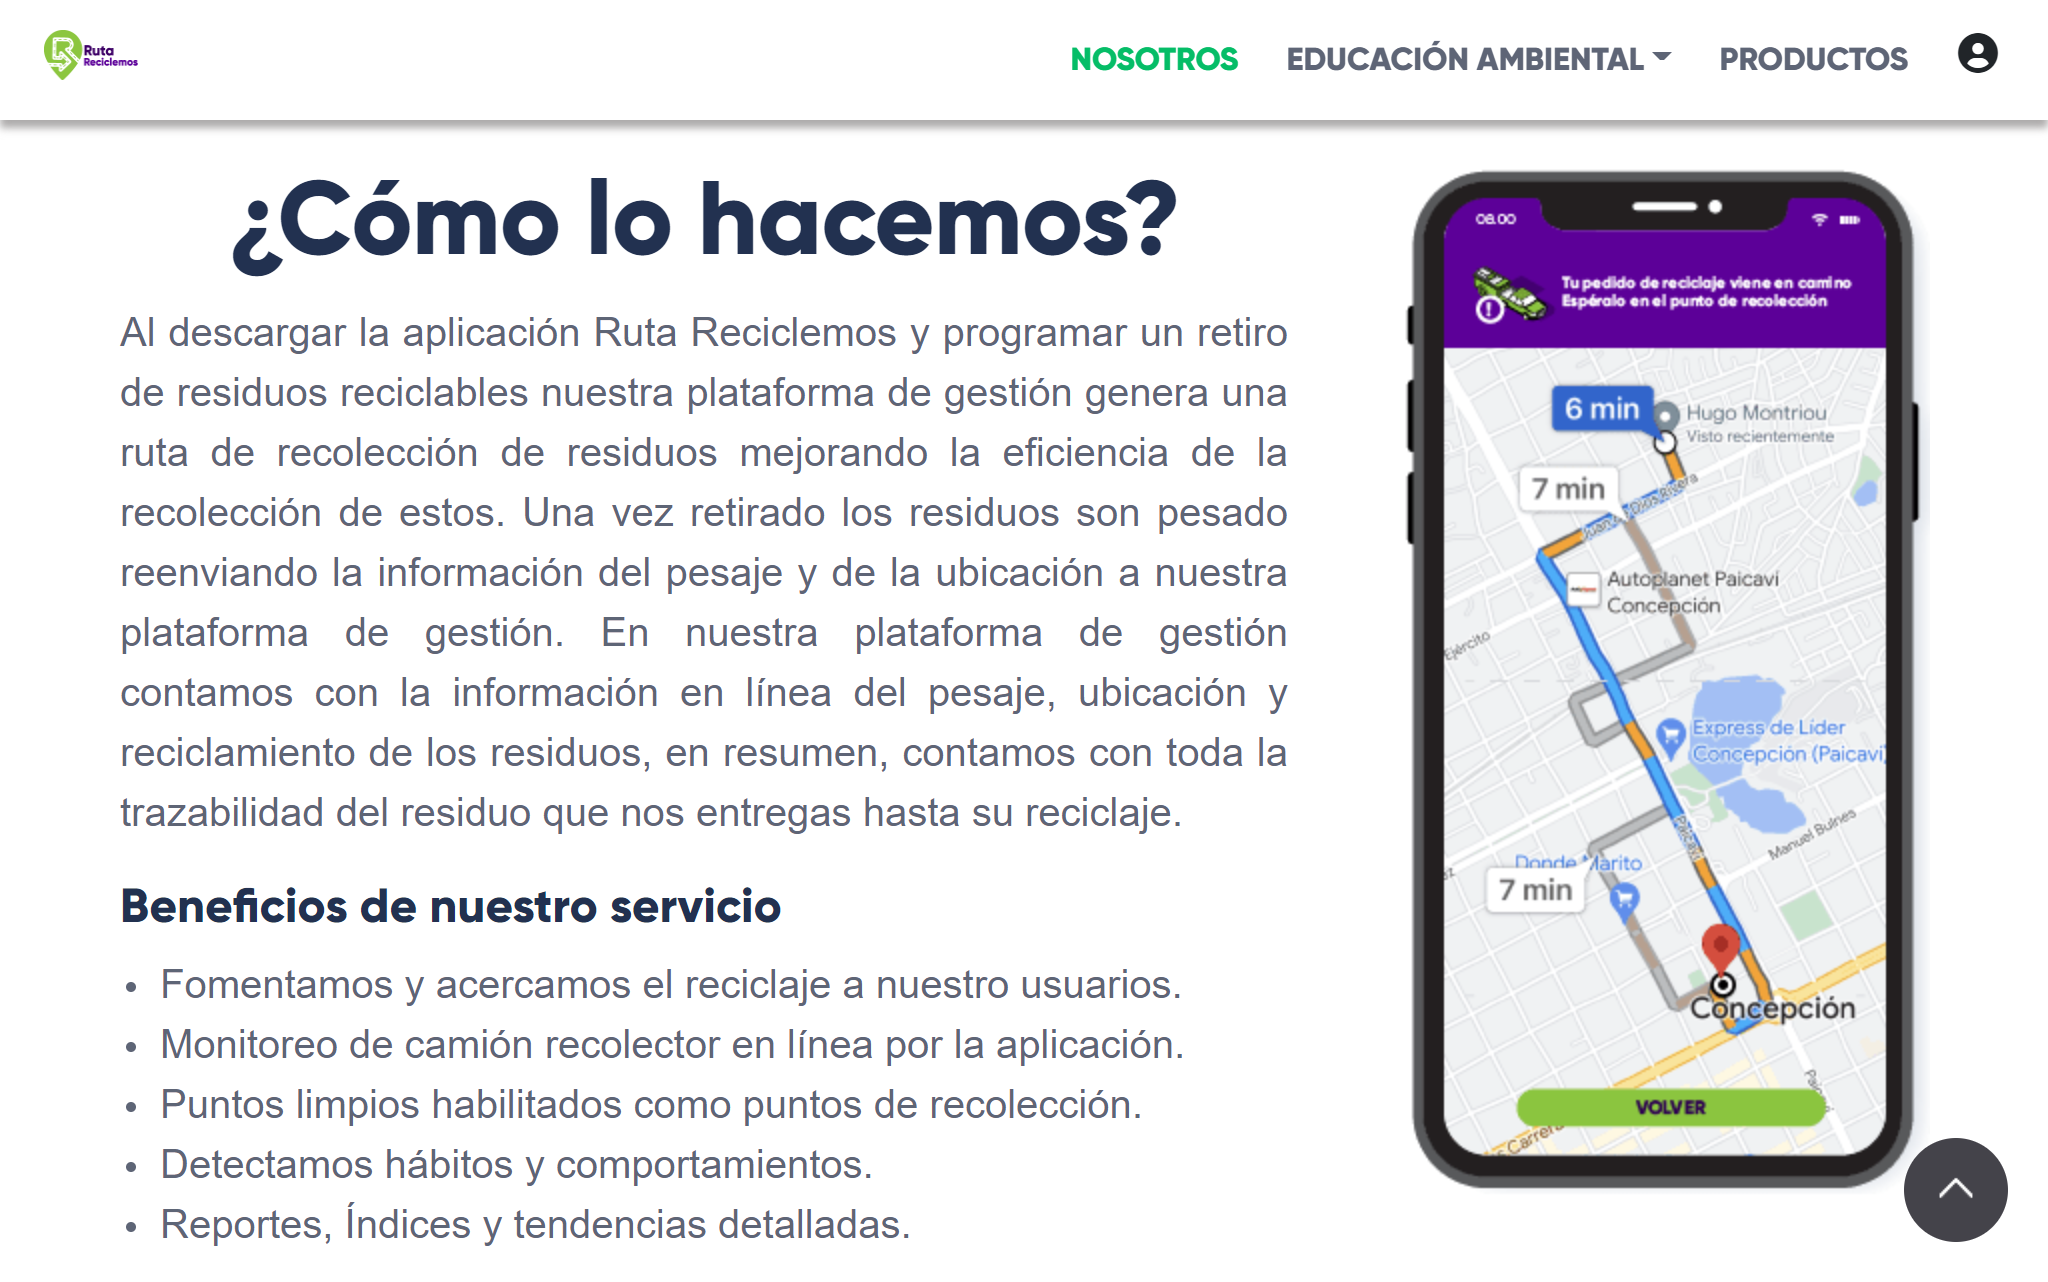 Ruta
Reciclemos
NOSOTROS
EDUCACIÓN AMBIENTAL
PRODUCTOS
¿Cómo lo hacemos?
Al descargar la aplicación Ruta Reciclemos y programar un retiro
de residuos reciclables nuestra plataforma de gestión genera una
ruta de recolección de residuos mejorando la eficiencia de la
recolección de estos. Una vez retirado los residuos son pesado
reenviando la información del pesaje y de la ubicación a nuestra
plataforma de gestión. En nuestra plataforma de gestión
contamos con la información en línea del pesaje, ubicación y
reciclamiento de los residuos, en resumen, contamos con toda la
trazabilidad del residuo que nos entregas hasta su reciclaje.
Beneficios de nuestro servicio
• Fomentamos y acercamos el reciclaje a nuestro usuarios.
• Monitoreo de camión recolector en línea por la aplicación.
• Puntos limpios habilitados como puntos de recolección.
• Detectamos hábitos y comportamientos.
• Reportes, Índices y tendencias detalladas.
08.00
Tu pedido de reciclaje viene en camino
Espéralo en el punto de recolección
6 min
Hugo Montriou
Visto recientemente
7 min
Juan de Dios Rivera
Autoplanet Paicaví
Concepción
Ejército
Express de Líder
Concepción (Paicaví)
Paicaví
Manuel Bulnes
Donde Marito
7 min
Concepción
VOLVER
Carrera